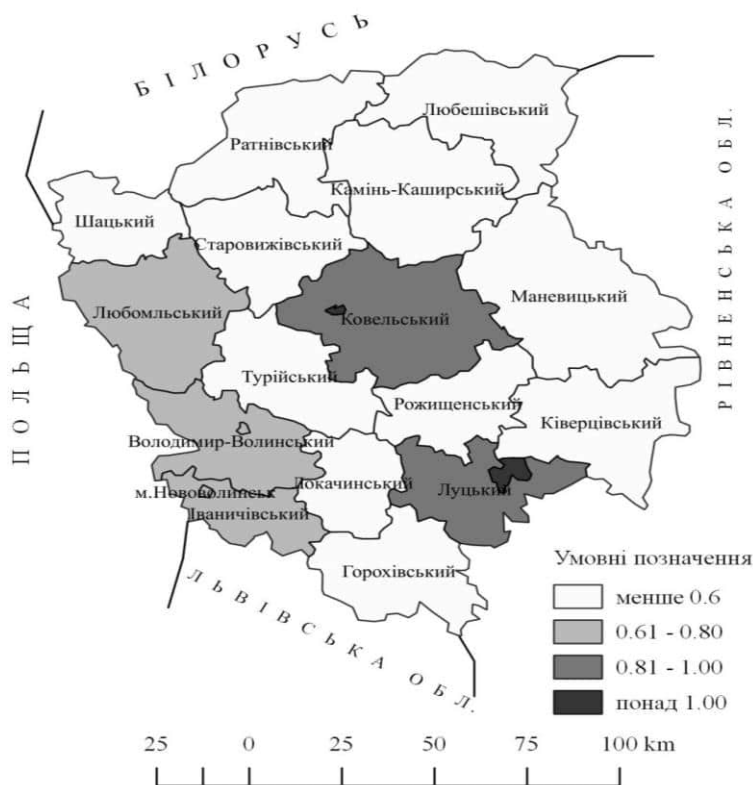 БІЛОРУСЬ
Любешівський
Ратнівський
Камінь-Каширський
Шацький
Старовижівський
Маневицький
Любомльський
Ковельський
Турійський
Рожищенський
Ківерцівський
Володимир-Волинський
Локачинський
Луцький
м.Нововолинськ
Іваничівський
Горохівський
ПОЛЬЩА
РІВНЕНСЬКА ОБЛ.
ЛЬВІВСЬКА ОБЛ.
Умовні позначення
менше 0.6
0.61 - 0.80
0.81 - 1.00
понад 1.00
25 0 25 50 75 100 km